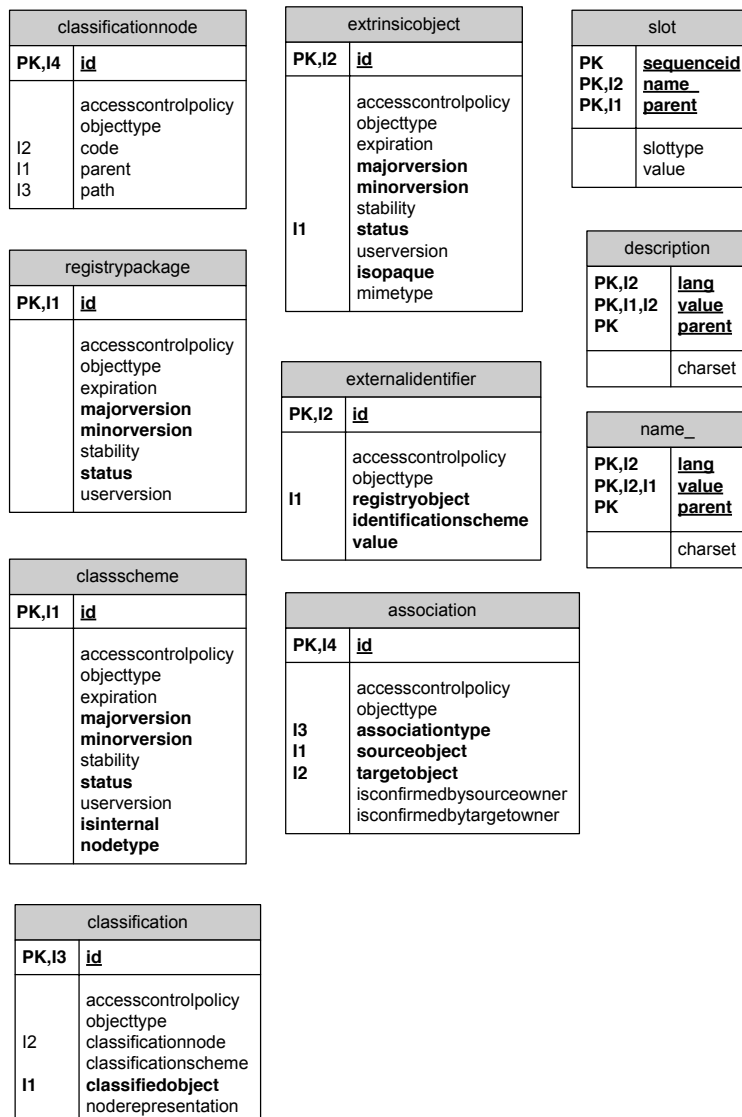 classificationnode
PK,I4 id
accesscontrolpolicy
objecttype
I2 code
I1 parent
I3 path
registrypackage
PK,I1 id
accesscontrolpolicy
objecttype
expiration
majorversion
minorversion
stability
status
userversion
classscheme
PK,I1 id
accesscontrolpolicy
objecttype
expiration
majorversion
minorversion
stability
status
userversion
isinternal
nodetype
classification
PK,I3 id
accesscontrolpolicy
objecttype
I2 classificationnode
classificationscheme
I1 classifiedobject
noderepresentation
extrinsicobject
PK,I2 id
accesscontrolpolicy
objecttype
expiration
majorversion
minorversion
stability
I1 status
userversion
isopaque
mimetype
externalidentifier
PK,I2 id
accesscontrolpolicy
objecttype
I1 registryobject
identificationscheme
value
association
PK,I4 id
accesscontrolpolicy
objecttype
I3 associationtype
I1 sourceobject
I2 targetobject
isconfirmedbysourceowner
isconfirmedbytargetowner
slot
PK sequenceid
PK,I2 name_
PK,I1 parent
slottype
value
description
PK,I2 lang
PK,I1,I2 value
PK parent
charset
name_
PK,I2 lang
PK,I2,I1 value
PK parent
charset